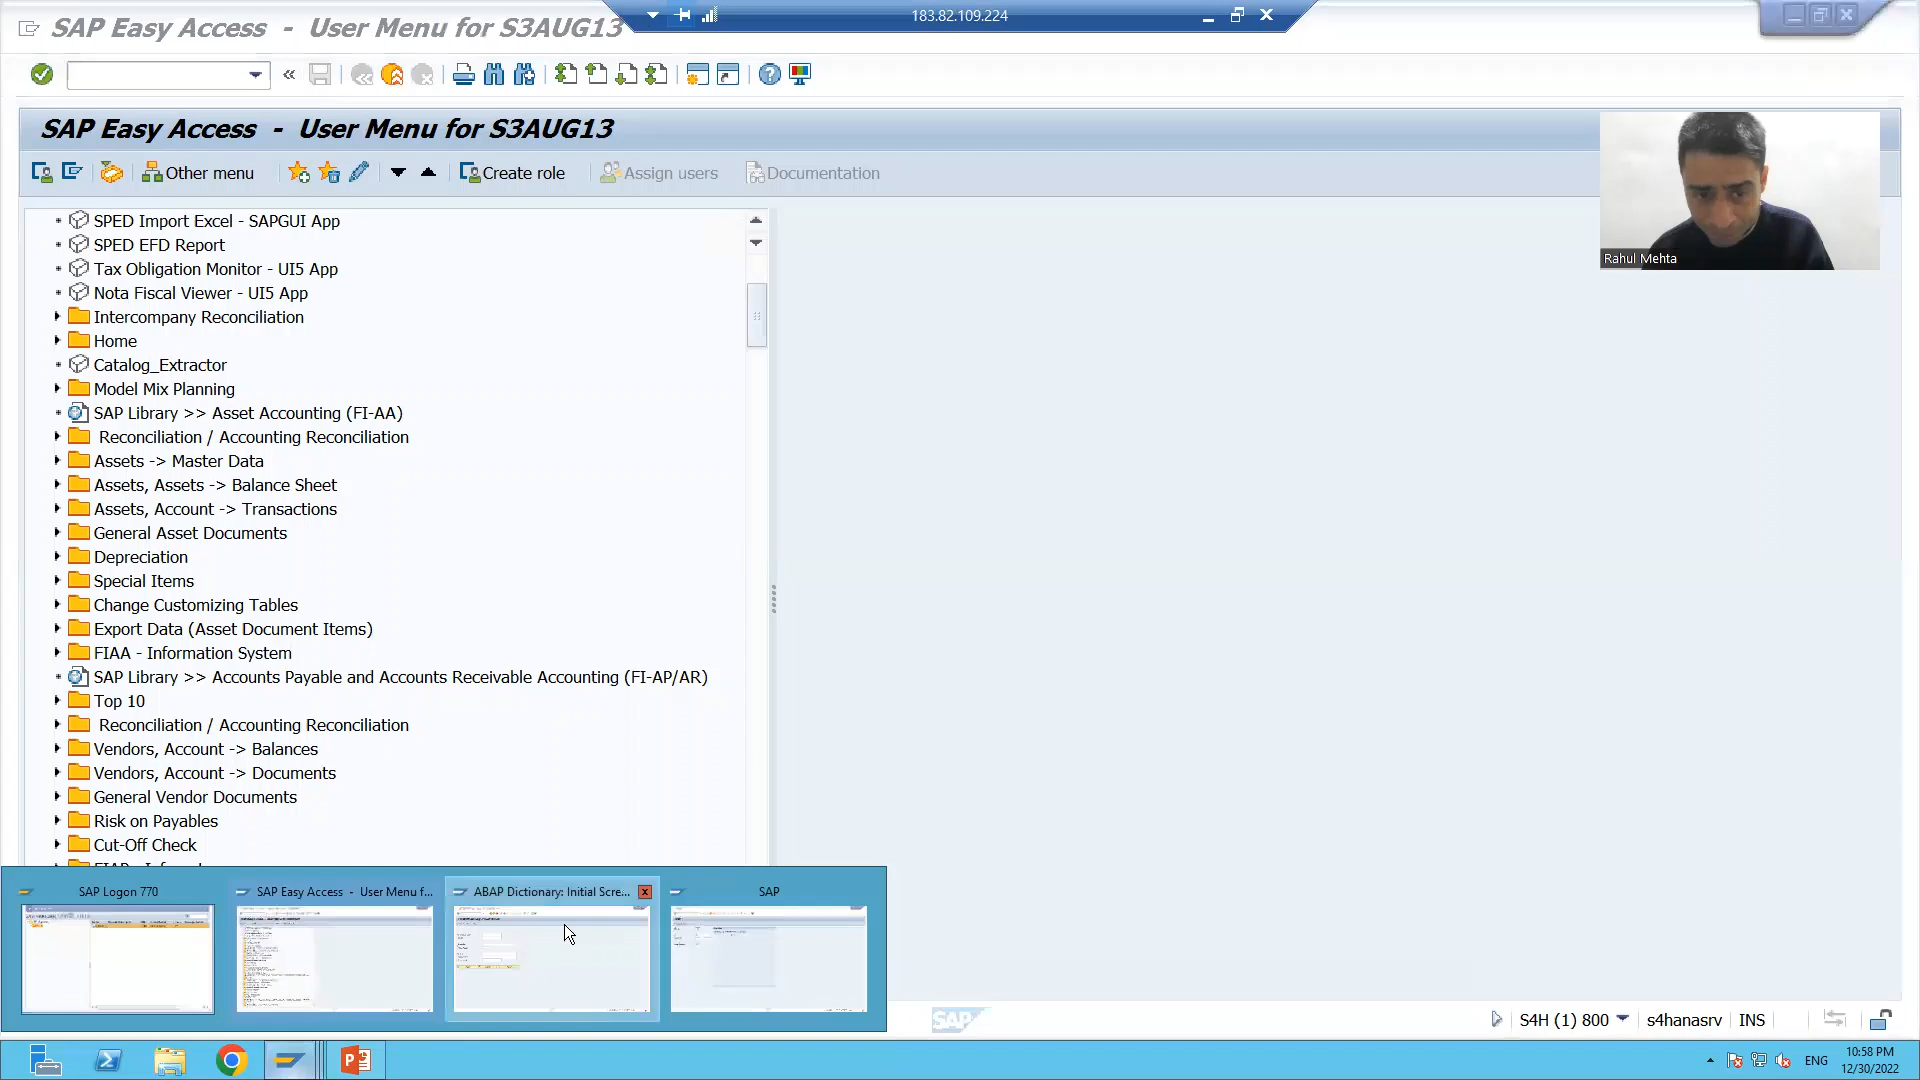 SAP Easy Access - User Menu for S3AUG13
183.82.109.224
SAP Easy Access - User Menu for S3AUG13
Other menu
Create role
Assign users
Documentation
SPED Import Excel - SAPGUI App
SPED EFD Report
Tax Obligation Monitor - UI5 App
Nota Fiscal Viewer - UI5 App
Intercompany Reconciliation
Home
Catalog_Extractor
Model Mix Planning
SAP Library >> Asset Accounting (FI-AA)
Reconciliation / Accounting Reconciliation
Assets -> Master Data
Assets, Assets -> Balance Sheet
Assets, Account -> Transactions
General Asset Documents
Depreciation
Special Items
Change Customizing Tables
Export Data (Asset Document Items)
FIAA - Information System
SAP Library >> Accounts Payable and Accounts Receivable Accounting (FI-AP/AR)
Top 10
Reconciliation / Accounting Reconciliation
Vendors, Account -> Balances
Vendors, Account -> Documents
General Vendor Documents
Risk on Payables
Cut-Off Check
Rahul Mehta
SAP Logon 770
SAP Easy Access - User Menu f...
ABAP Dictionary: Initial Scre...
SAP
SAP
S4H (1) 800
s4hanasrv
INS
ENG
10:58 PM
12/30/2022